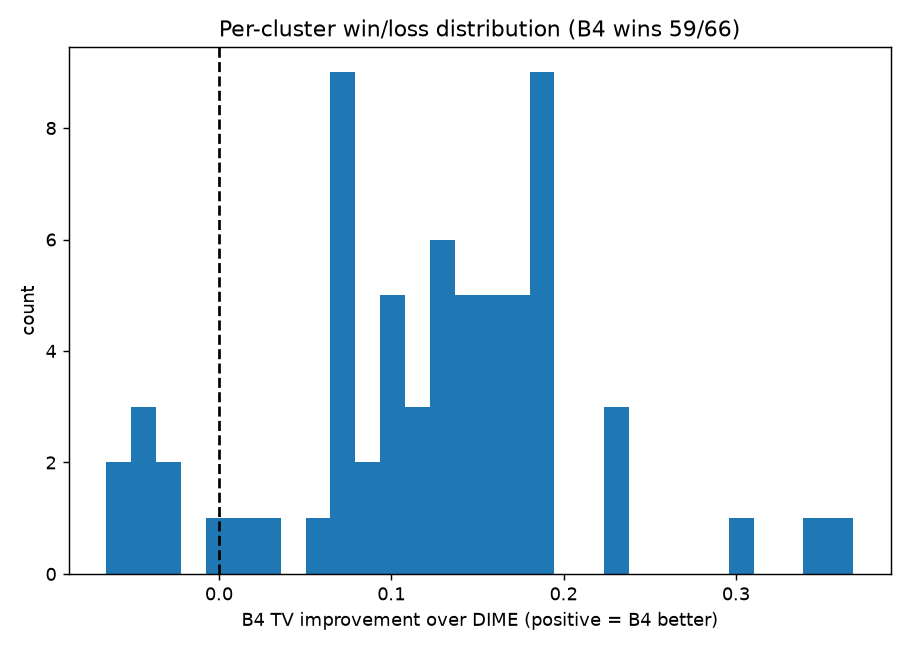 Per-cluster win/loss distribution (B4 wins 59/66)
count
8
6
4
2
0
0.0 0.1 0.2 0.3
B4 TV improvement over DIME (positive = B4 better)